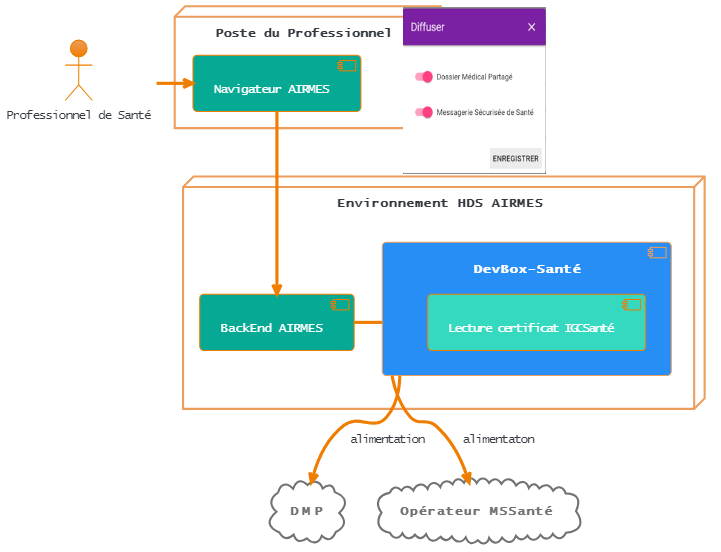 Poste du Professionnel
Diffuser
Navigateur AIRMES
Dossier Médical Partagé
Messagerie Sécurisée de Santé
ENREGISTRER
Professionnel de Santé
Environnement HDS AIRMES
DevBox-Santé
BackEnd AIRMES
Lecture certificat IGCSanté
alimentation
alimentaton
DMP
Opérateur MSSanté